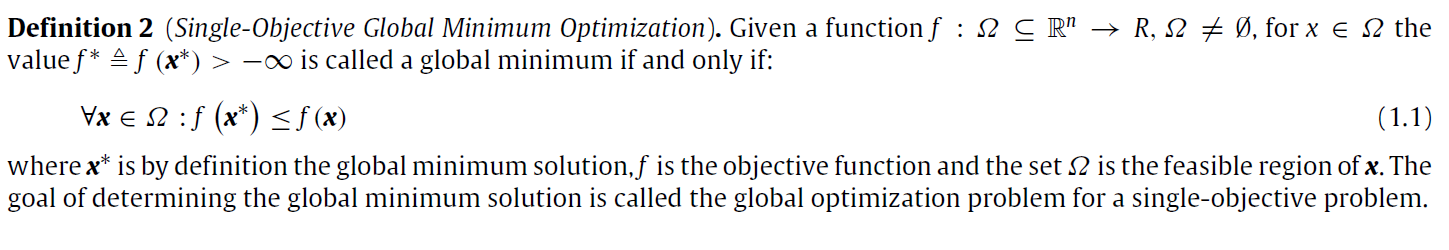 Definition 2 (Single-Objective Global Minimum Optimization). Given a function f : Ω ⊆ ℝⁿ → R, Ω ≠ Ø, for x ∈ Ω the
value f* ≜ f (x*) > −∞ is called a global minimum if and only if:
∀x ∈ Ω : f (x*) ≤ f (x) (1.1)
where x* is by definition the global minimum solution, f is the objective function and the set Ω is the feasible region of x. The
goal of determining the global minimum solution is called the global optimization problem for a single-objective problem.